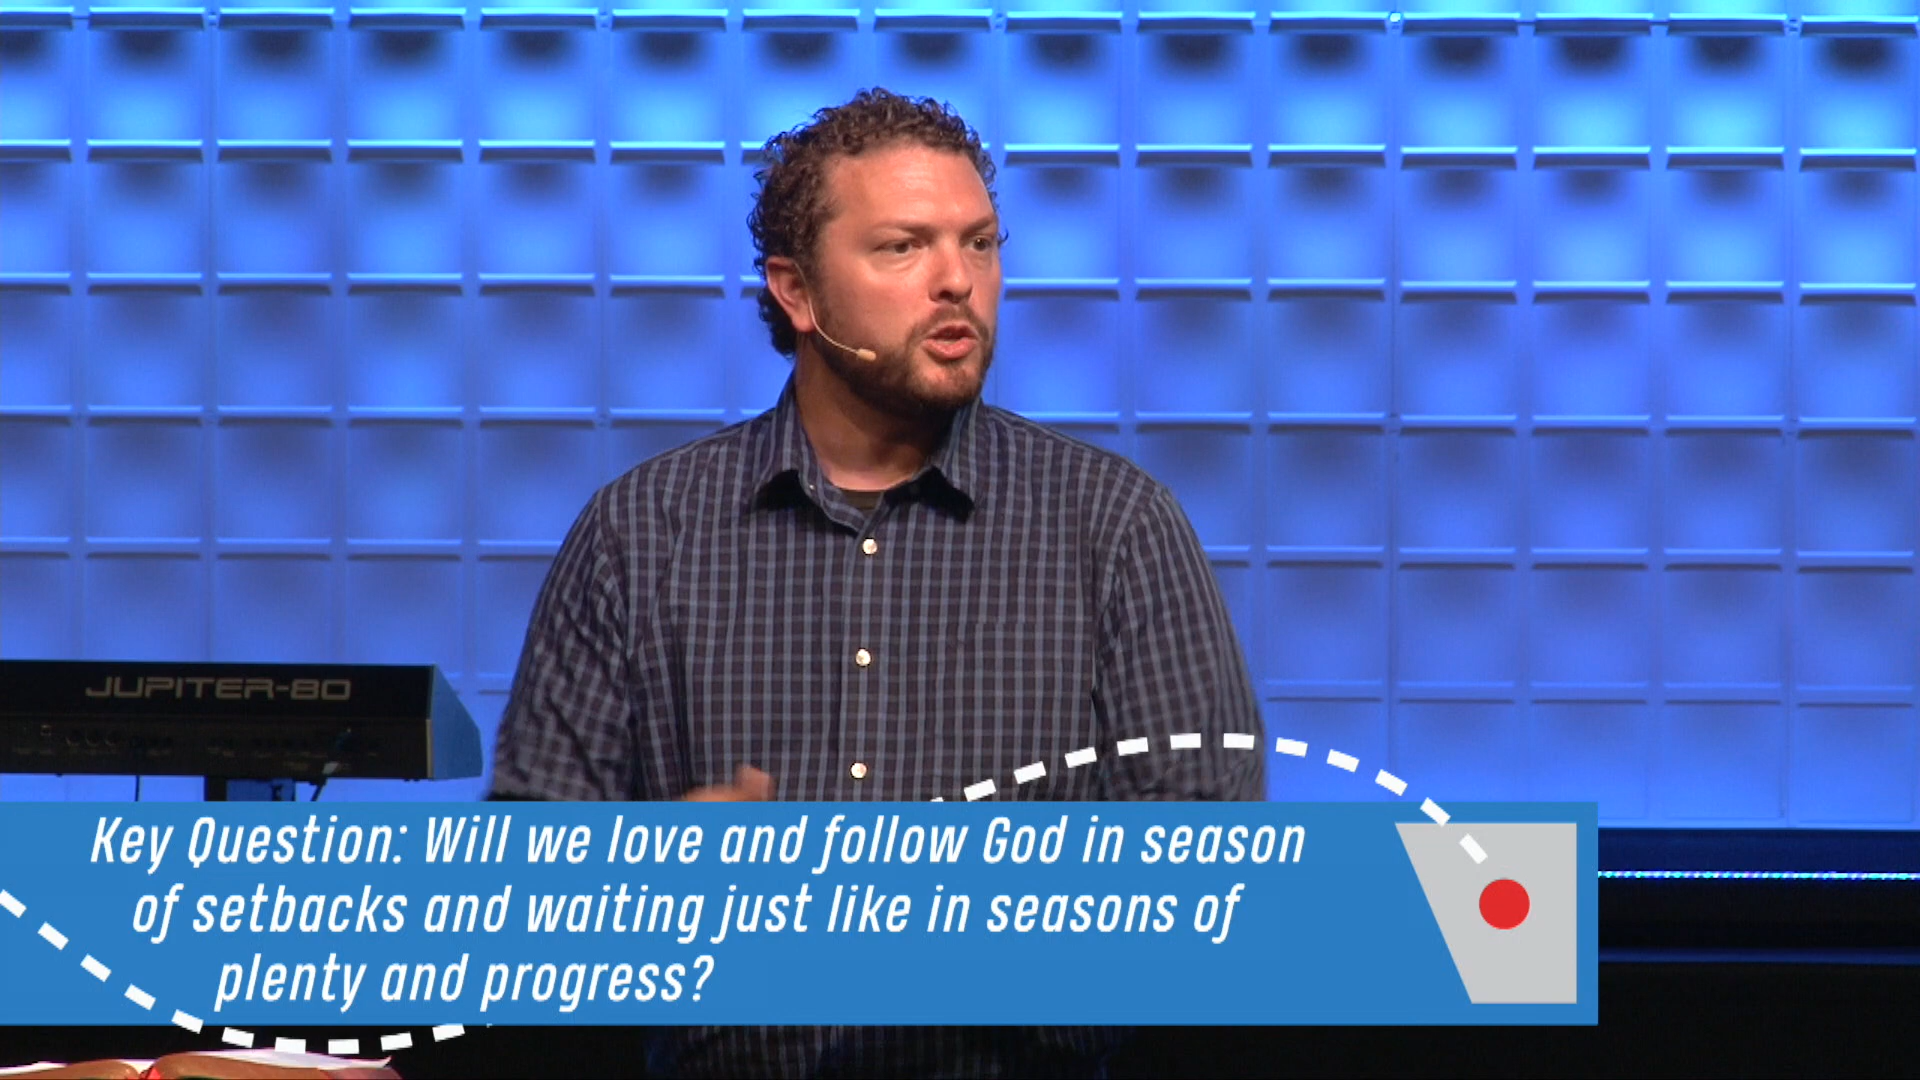 JUPITER-80
Key Question: Will we love and follow God in season
of setbacks and waiting just like in seasons of
plenty and progress?